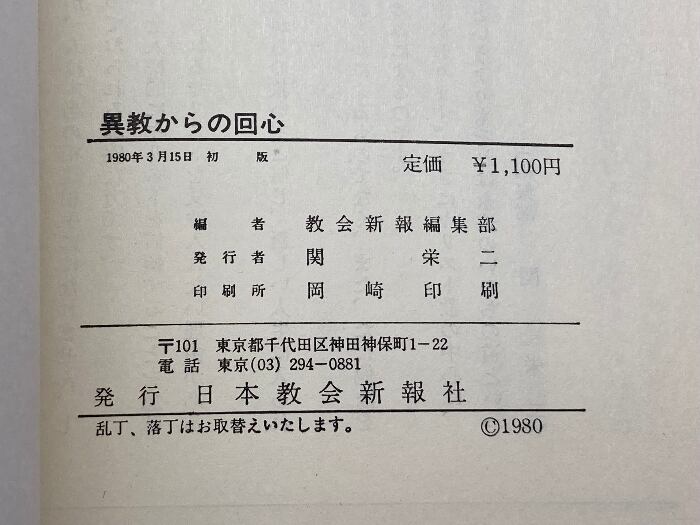 異教からの回心
1980年3月15日 初 版
定価 ¥1,100円
編 者 教会新報編集部
発行者 関 栄二
印刷所 岡崎印刷
〒101 東京都千代田区神田神保町1-22
電話 東京(03) 294-0881
発行 日本教会新報社
乱丁、落丁はお取替えいたします。 ©1980